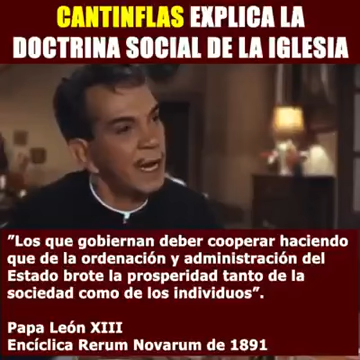 CANTINFLAS EXPLICA LA
DOCTRINA SOCIAL DE LA IGLESIA
"Los que gobiernan deber cooperar haciendo
que de la ordenación y administración del
Estado brote la prosperidad tanto de la
sociedad como de los individuos".
Papa León XIII
Encíclica Rerum Novarum de 1891